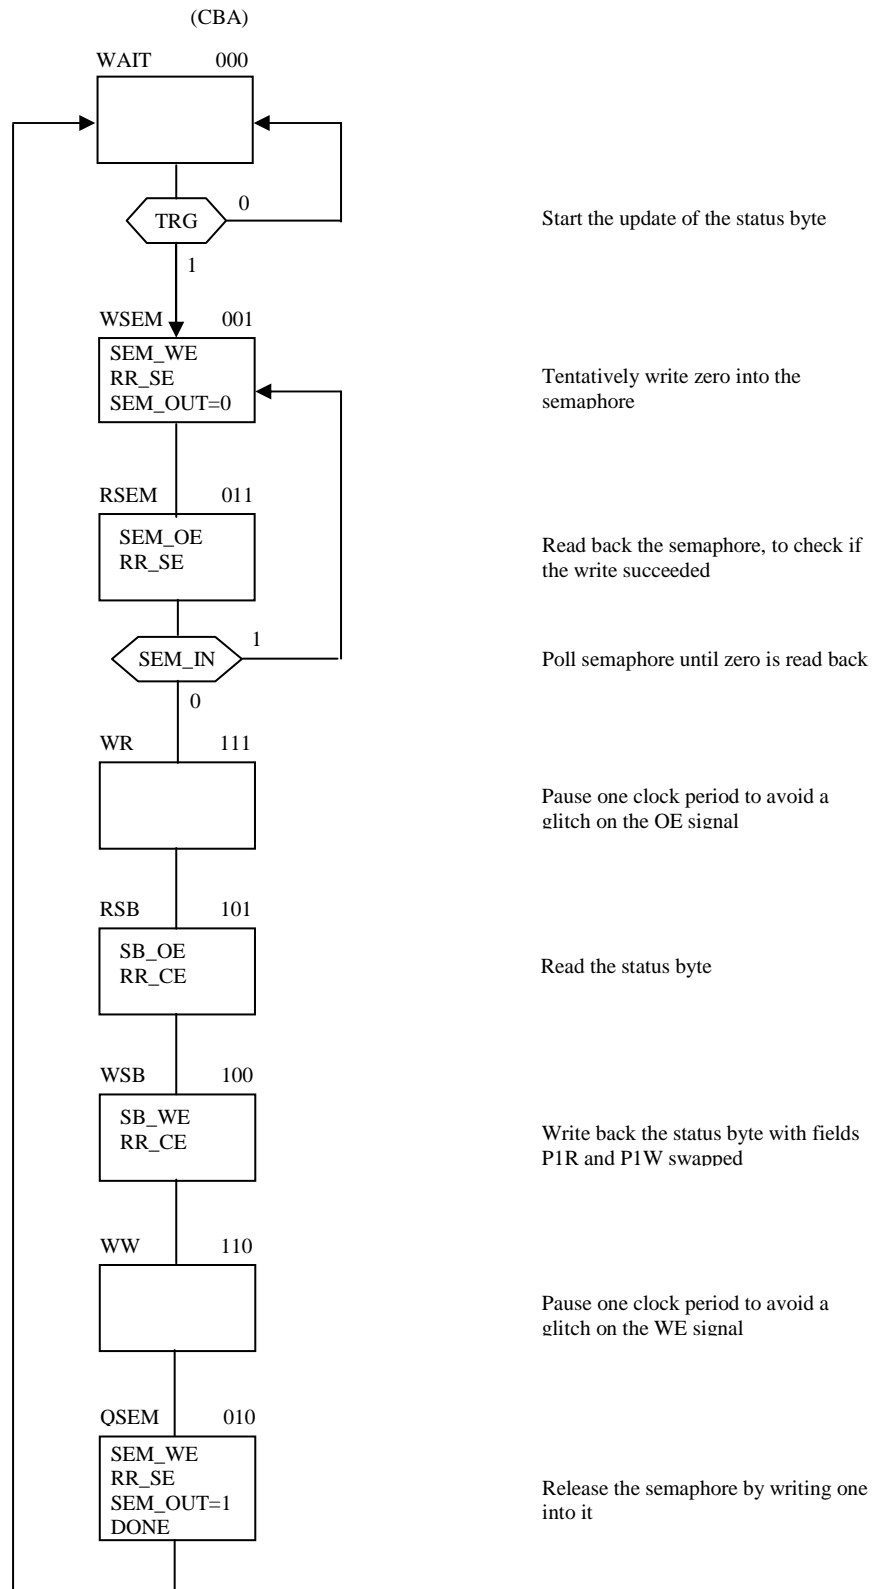 (CBA)
WAIT 000
TRG
0
Start the update of the status byte
1
WSEM 001
SEM_WE
RR_SE
SEM_OUT=0
Tentatively write zero into the
semaphore
RSEM 011
SEM_OE
RR_SE
Read back the semaphore, to check if
the write succeeded
SEM_IN
1
Poll semaphore until zero is read back
0
WR 111
Pause one clock period to avoid a
glitch on the OE signal
RSB 101
SB_OE
RR_CE
Read the status byte
WSB 100
SB_WE
RR_CE
Write back the status byte with fields
P1R and P1W swapped
WW 110
Pause one clock period to avoid a
glitch on the WE signal
QSEM 010
SEM_WE
RR_SE
SEM_OUT=1
DONE
Release the semaphore by writing one
into it